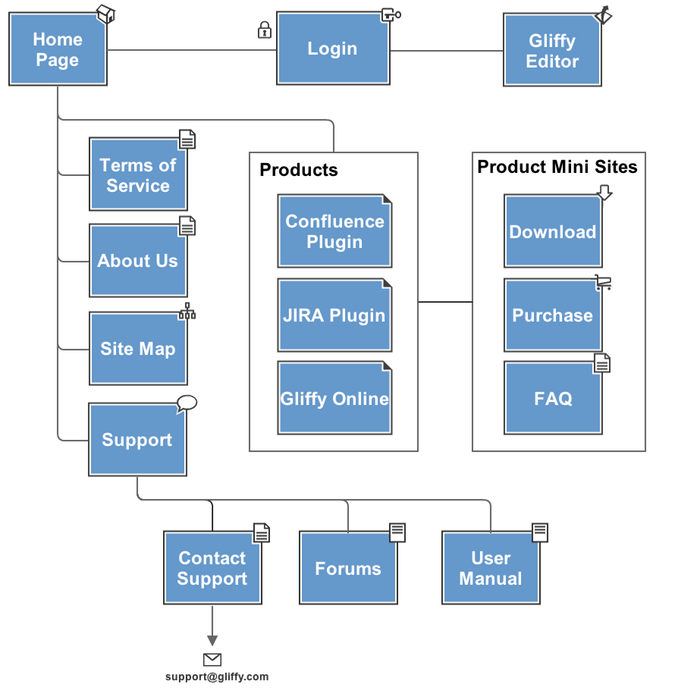 Home
Page
Login
Gliffy
Editor
Terms of
Service
About Us
Site Map
Support
Products
Confluence
Plugin
JIRA Plugin
Gliffy Online
Product Mini Sites
Download
Purchase
FAQ
Contact
Support
Forums
User
Manual
support@gliffy.com